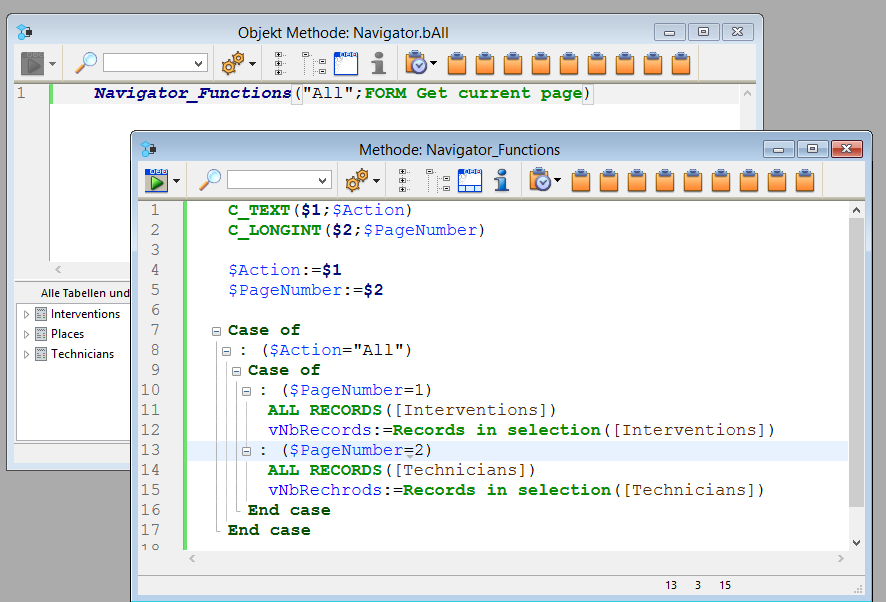 Objekt Methode: Navigator.bAll
1 Navigator_Functions("All";FORM Get current page)
Alle Tabellen und
Interventions
Places
Technicians
Methode: Navigator_Functions
1 C_TEXT($1;$Action)
2 C_LONGINT($2;$PageNumber)
3
4 $Action:=$1
5 $PageNumber:=$2
6
7 Case of
8 : ($Action="All")
9 Case of
10 : ($PageNumber=1)
11 ALL RECORDS([Interventions])
12 vNbRecords:=Records in selection([Interventions])
13 : ($PageNumber=2)
14 ALL RECORDS([Technicians])
15 vNbRechrods:=Records in selection([Technicians])
16 End case
17 End case
18
13 3 15